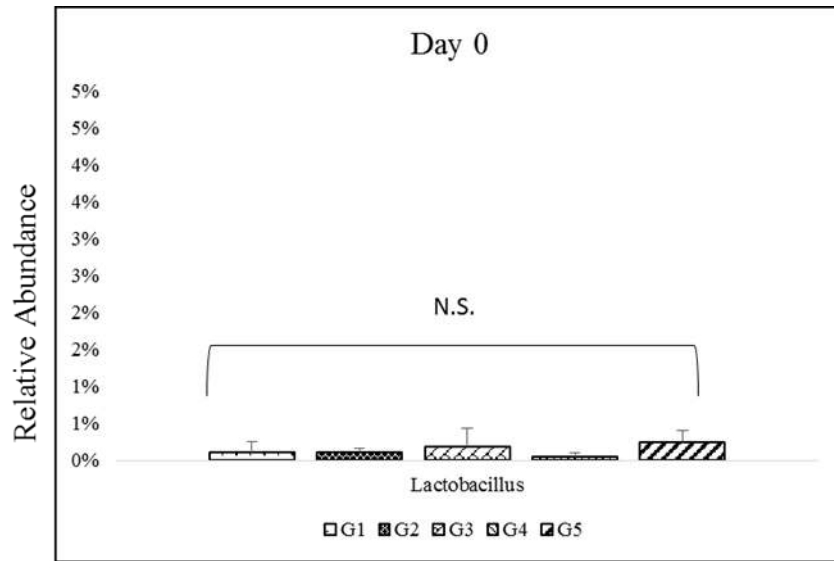 Day 0
Relative Abundance
5%
5%
4%
4%
3%
3%
2%
2%
1%
1%
0%
N.S.
Lactobacillus
G1 G2 G3 G4 G5